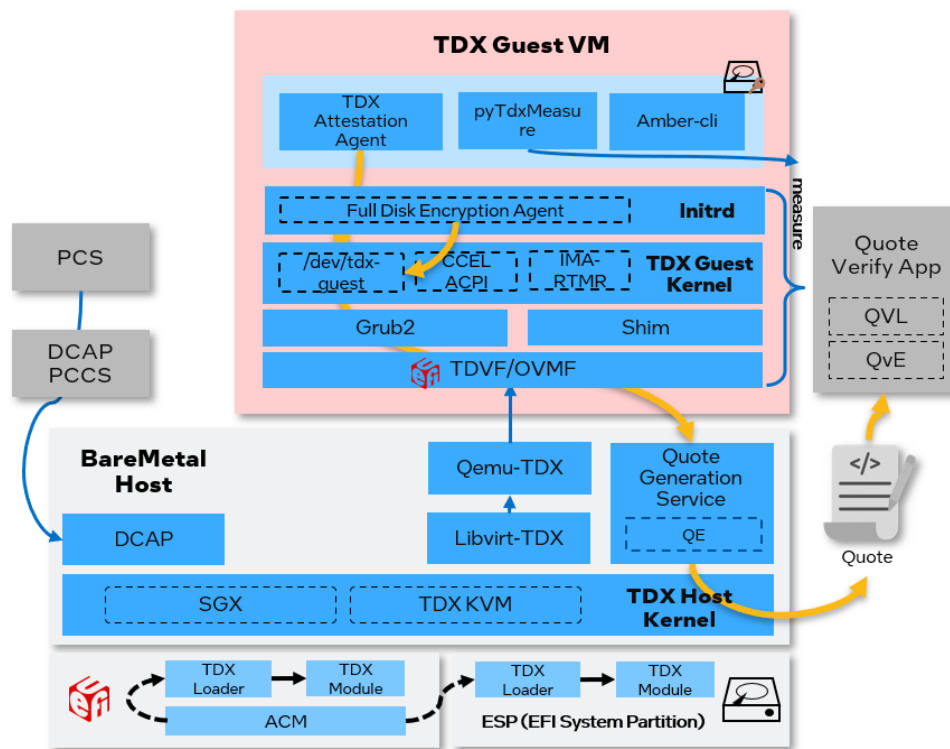 TDX Guest VM
TDX
Attestation
Agent
pyTdxMeasu
re
Amber-cli
measure
Full Disk Encryption Agent
Initrd
/dev/tdx-
guest
CCEL
ACPI
IMA-
RTMR
TDX Guest
Kernel
Grub2
Shim
UEFI
TDVF/OVMF
PCS
DCAP
PCCS
Quote
Verify App
QVL
QvE
BareMetal
Host
Qemu-TDX
Quote
Generation
Service
QE
DCAP
Libvirt-TDX
</>
Quote
SGX
TDX KVM
TDX Host
Kernel
UEFI
TDX
Loader
TDX
Module
ACM
TDX
Loader
TDX
Module
ESP (EFI System Partition)